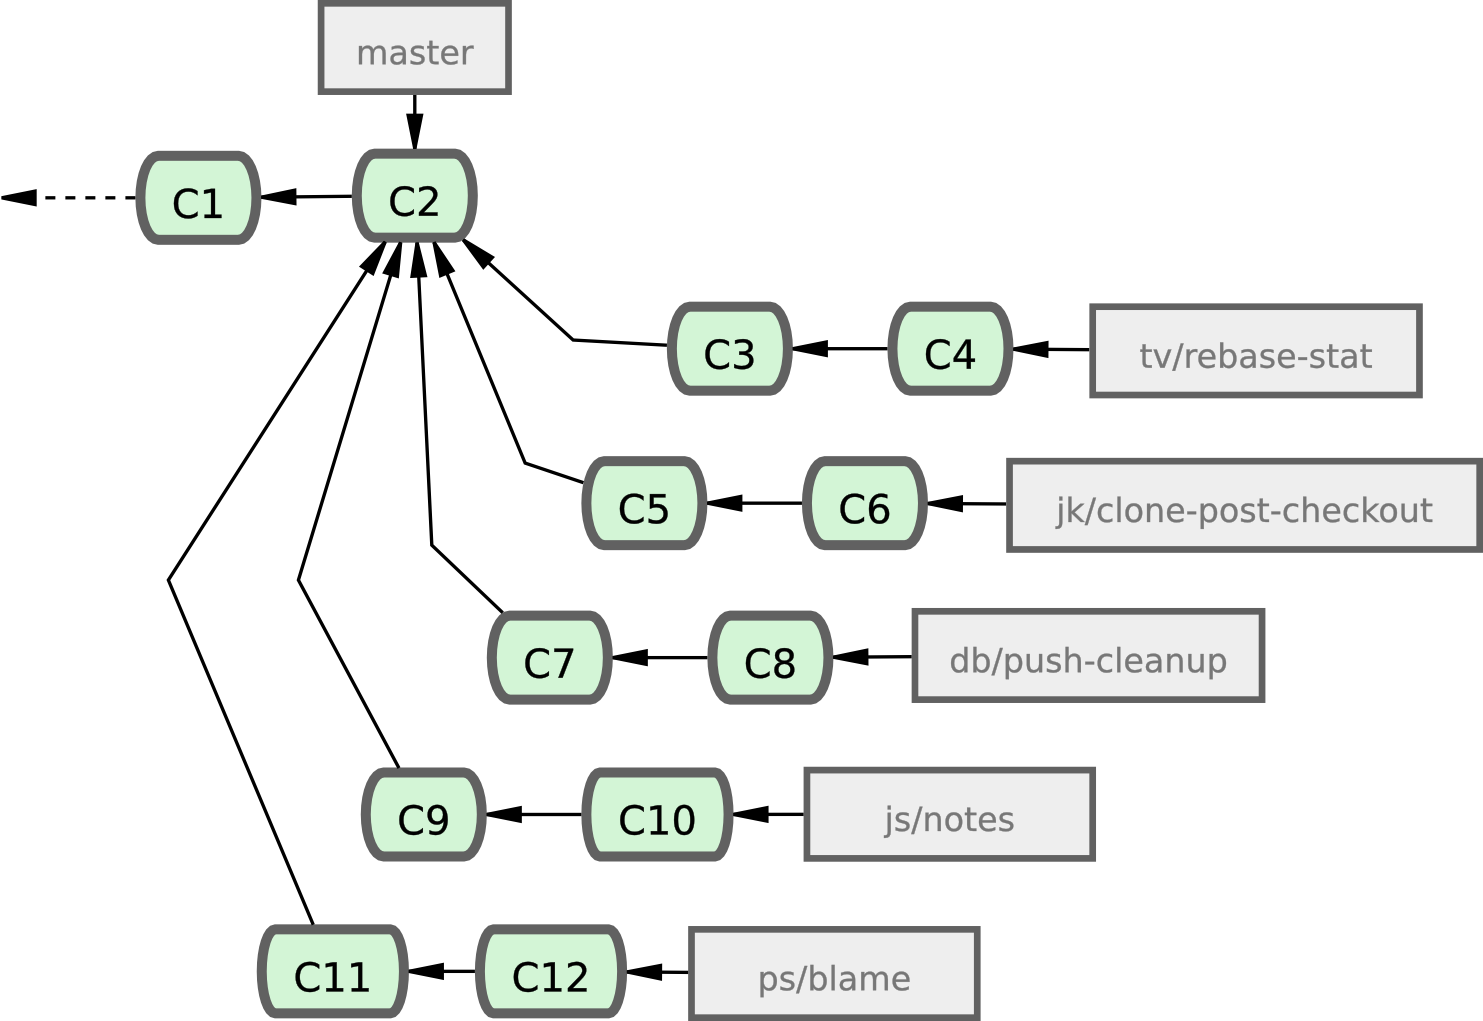 master
C1 C2
C3 C4 tv/rebase-stat
C5 C6 jk/clone-post-checkout
C7 C8 db/push-cleanup
C9 C10 js/notes
C11 C12 ps/blame